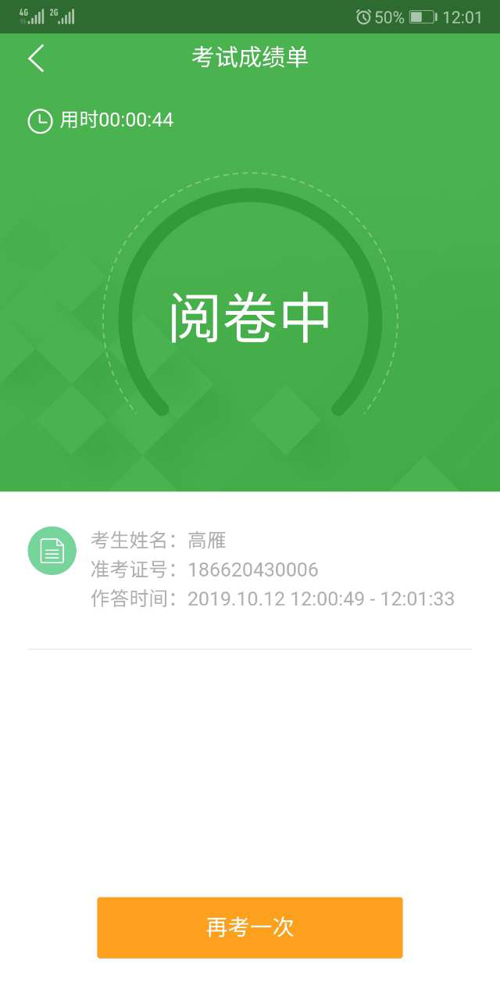 4G 2G 50% 12:01
考试成绩单
用时00:00:44
阅卷中
考生姓名：高雁
准考证号：186620430006
作答时间：2019.10.12 12:00:49 - 12:01:33
再考一次